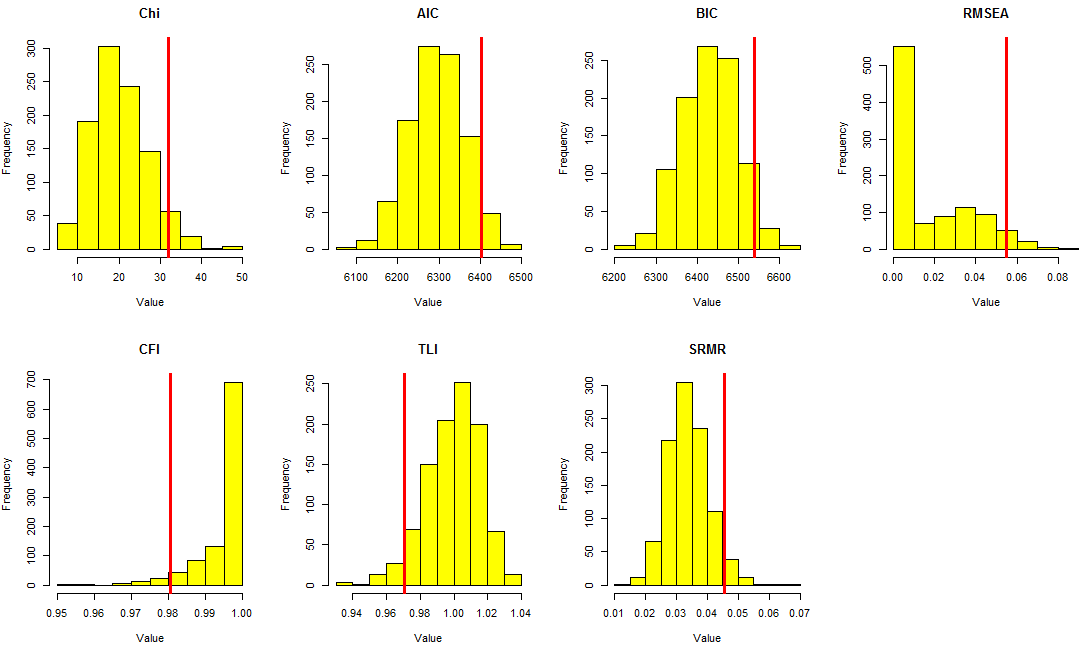 Chi
AIC
BIC
RMSEA
Frequency
0 50 100 150 200 250 300
10 20 30 40 50
Value
Frequency
0 50 100 150 200 250
6100 6200 6300 6400 6500
Value
Frequency
0 50 100 150 200 250
6200 6300 6400 6500 6600
Value
Frequency
0 100 200 300 400 500
0.00 0.02 0.04 0.06 0.08
Value
CFI
TLI
SRMR
Frequency
0 100 200 300 400 500 600 700
0.95 0.96 0.97 0.98 0.99 1.00
Value
Frequency
0 50 100 150 200 250
0.94 0.96 0.98 1.00 1.02 1.04
Value
Frequency
0 50 100 150 200 250 300
0.01 0.02 0.03 0.04 0.05 0.06 0.07
Value